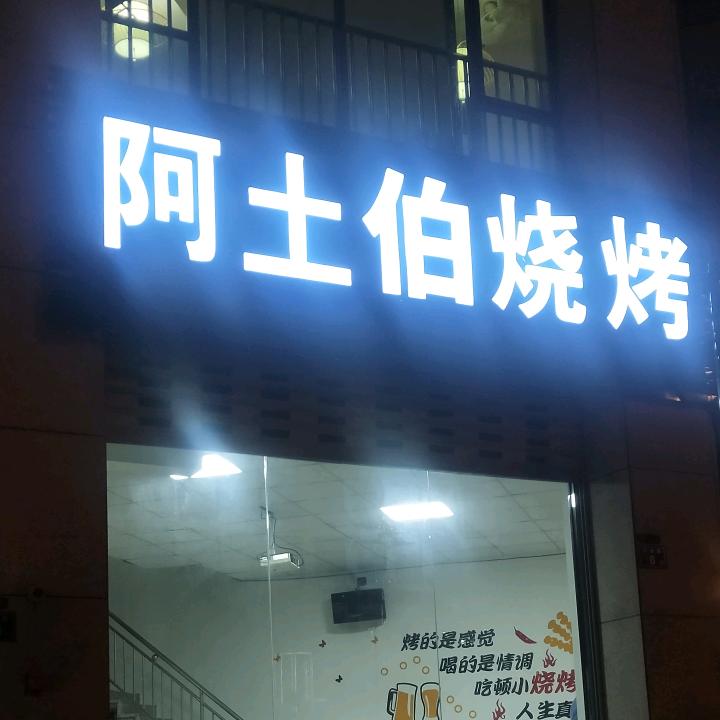 阿土伯烧烤
烤的是感觉
喝的是情调
吃顿小烧烤
人生真